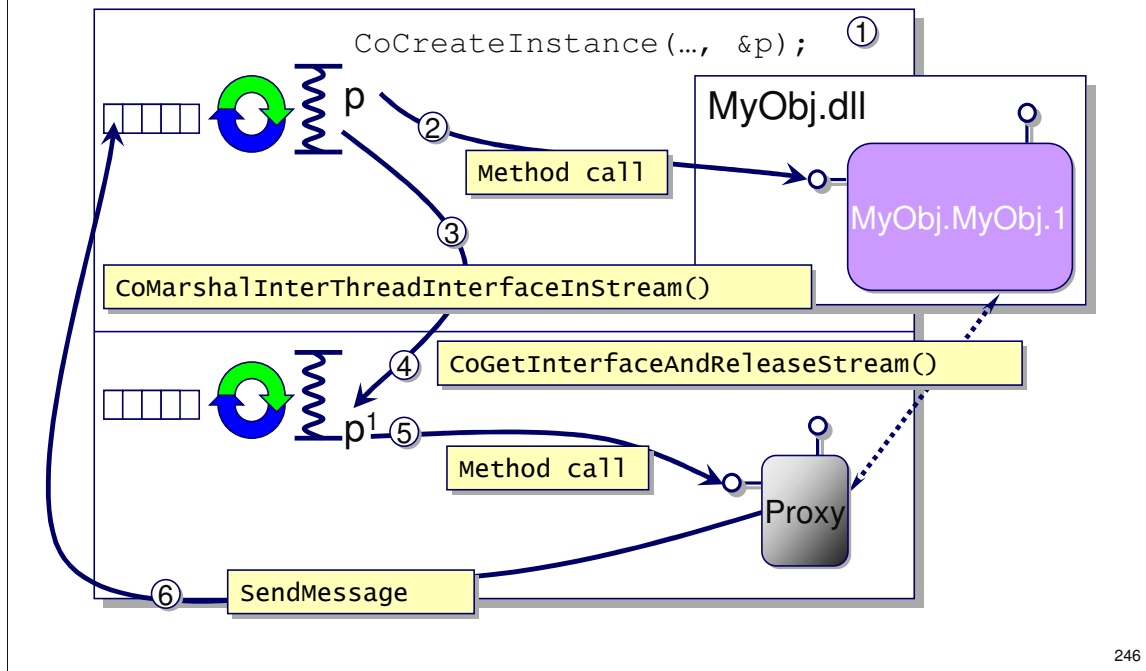 CoCreateInstance(…, &p);
1
MyObj.dll
p
2
Method call
MyObj.MyObj.1
3
CoMarshalInterThreadInterfaceInStream()
4
CoGetInterfaceAndReleaseStream()
p¹
5
Method call
Proxy
6
SendMessage
246